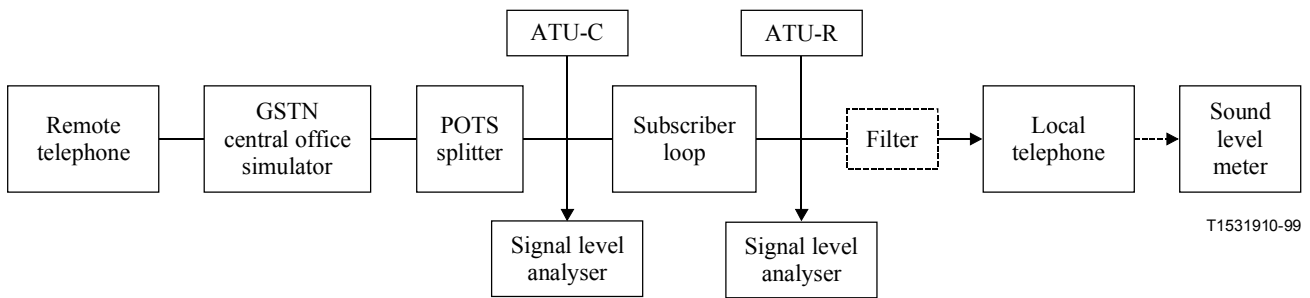 ATU-C
ATU-R
Remote
telephone
GSTN
central office
simulator
POTS
splitter
Subscriber
loop
Filter
Local
telephone
Sound
level
meter
Signal level
analyser
Signal level
analyser
T1531910-99